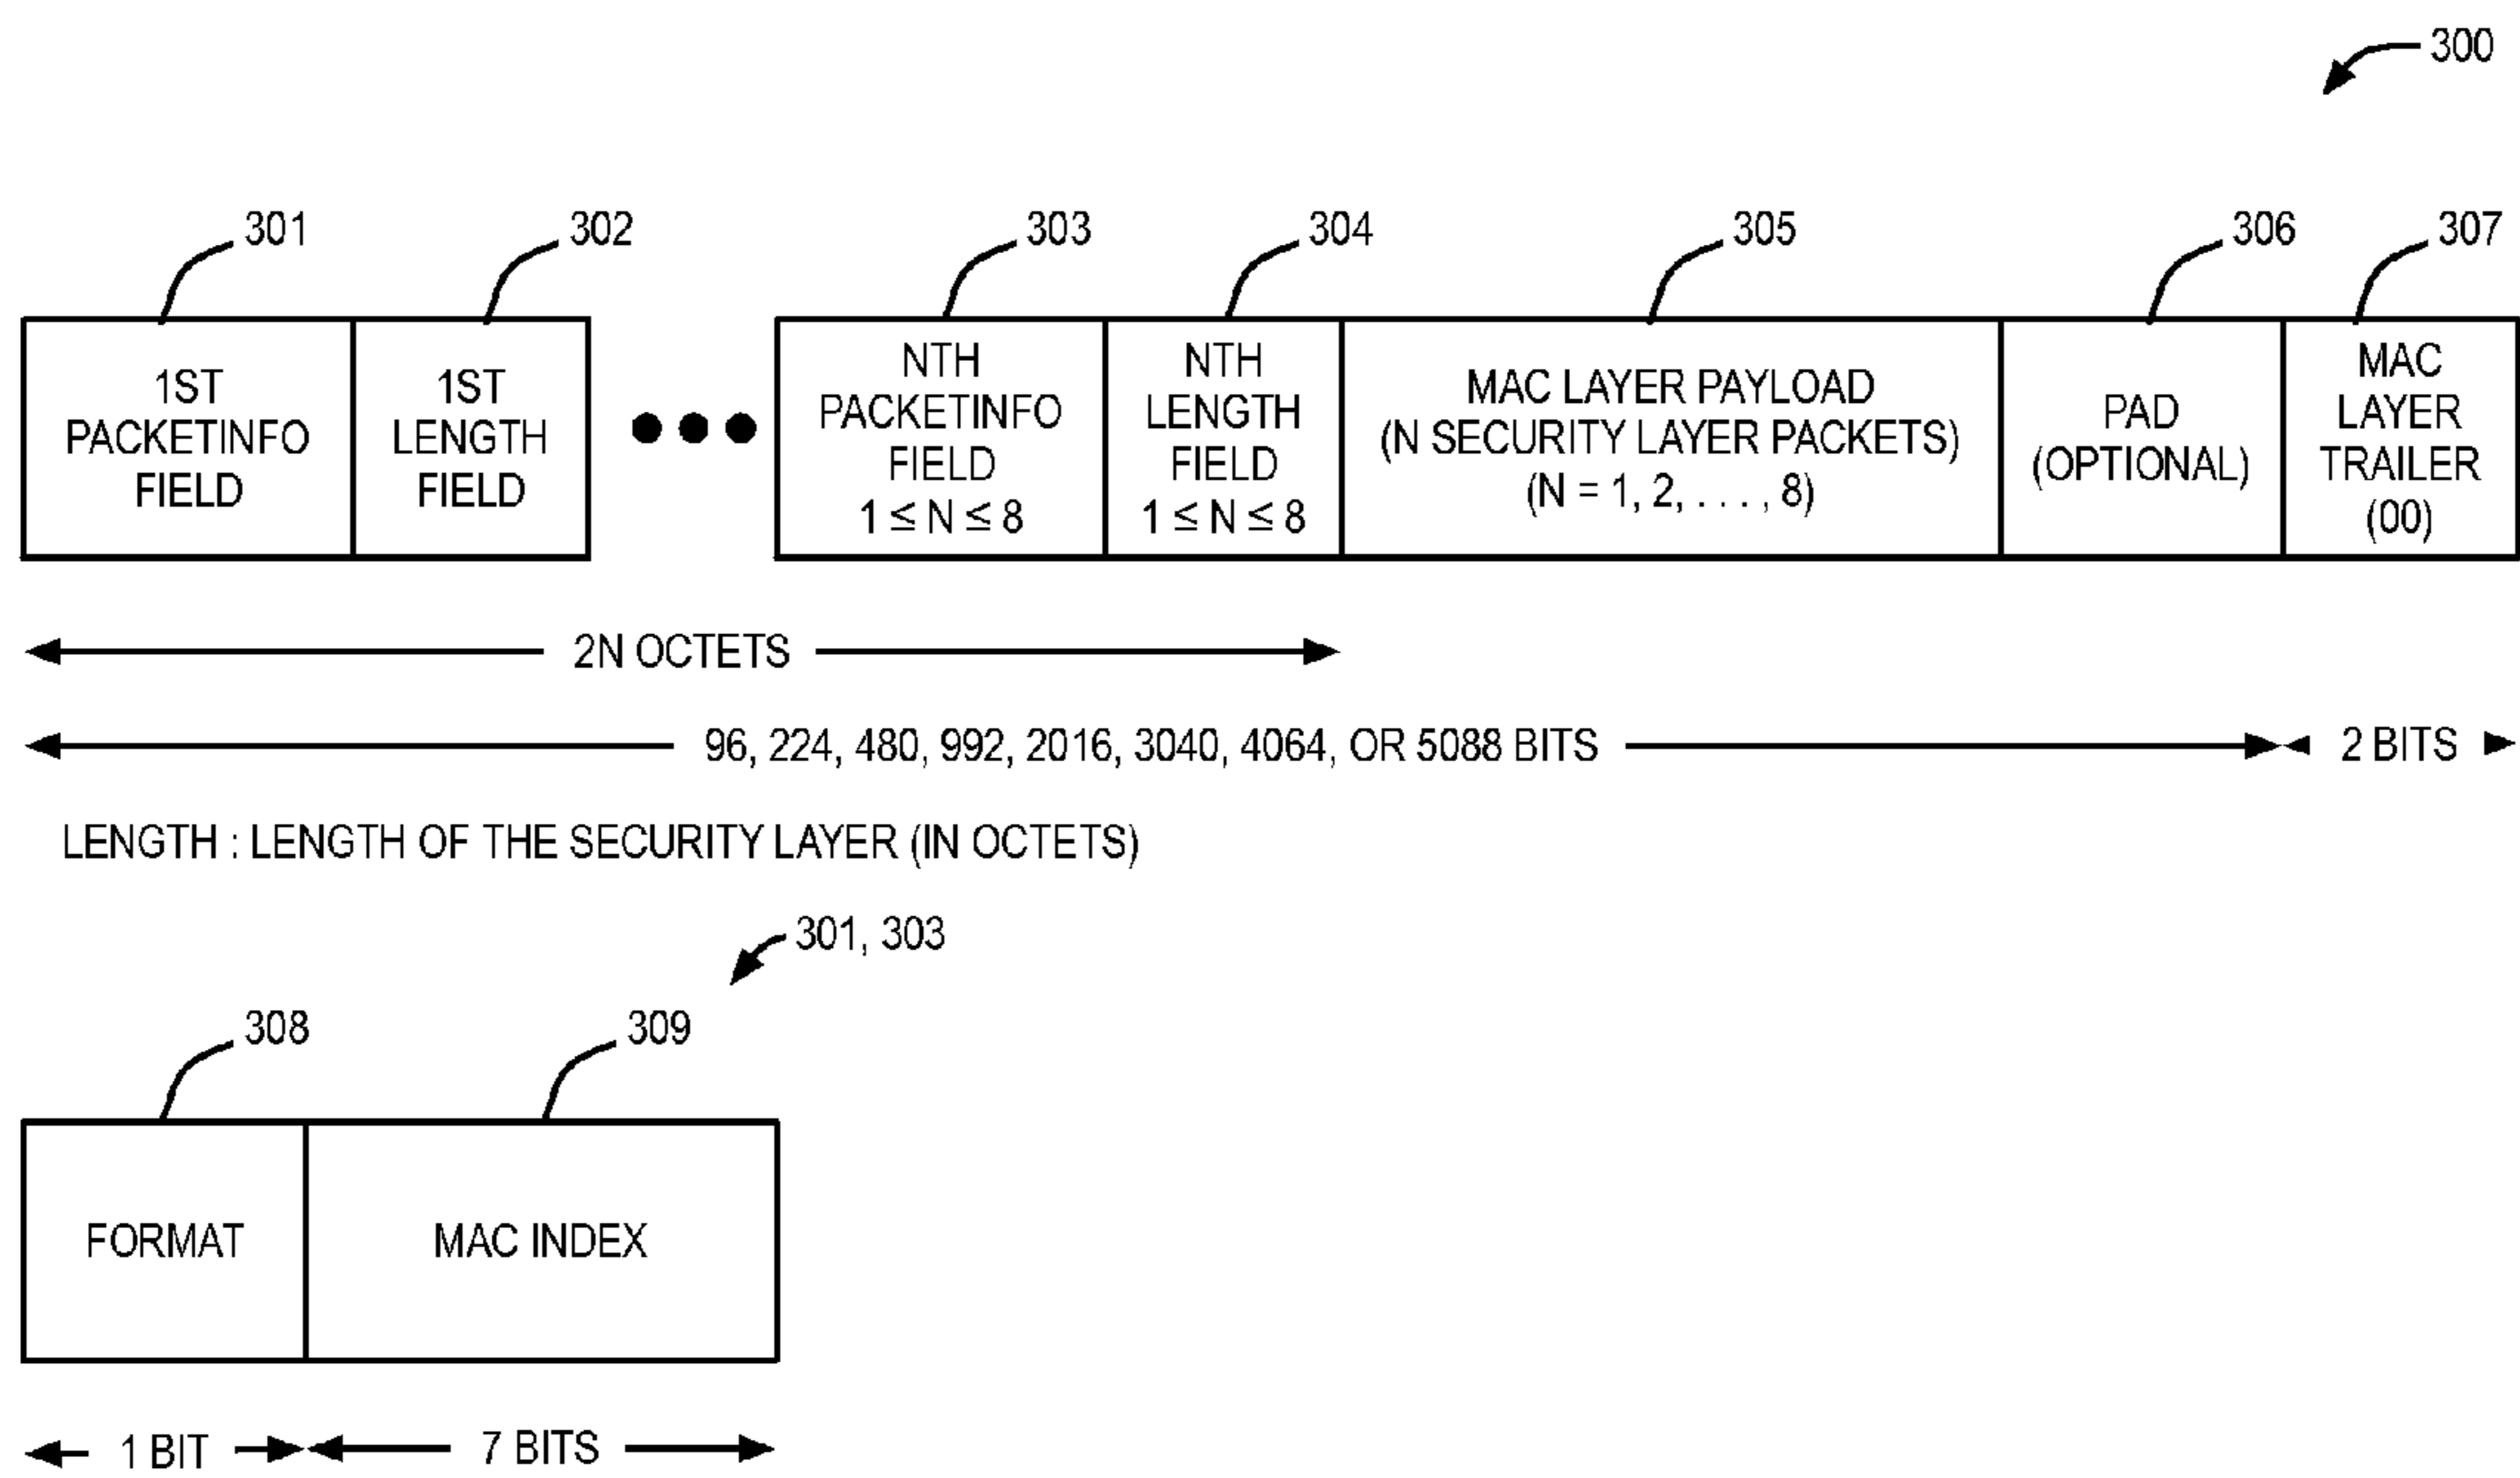 300
301
302
303
304
305
306
307
1ST
PACKETINFO
FIELD
1ST
LENGTH
FIELD
NTH
PACKETINFO
FIELD
1 ≤ N ≤ 8
NTH
LENGTH
FIELD
1 ≤ N ≤ 8
MAC LAYER PAYLOAD
(N SECURITY LAYER PACKETS)
(N = 1, 2, . . . , 8)
PAD
(OPTIONAL)
MAC
LAYER
TRAILER
(00)
2N OCTETS
96, 224, 480, 992, 2016, 3040, 4064, OR 5088 BITS
2 BITS
LENGTH : LENGTH OF THE SECURITY LAYER (IN OCTETS)
301, 303
308
309
FORMAT
MAC INDEX
1 BIT
7 BITS